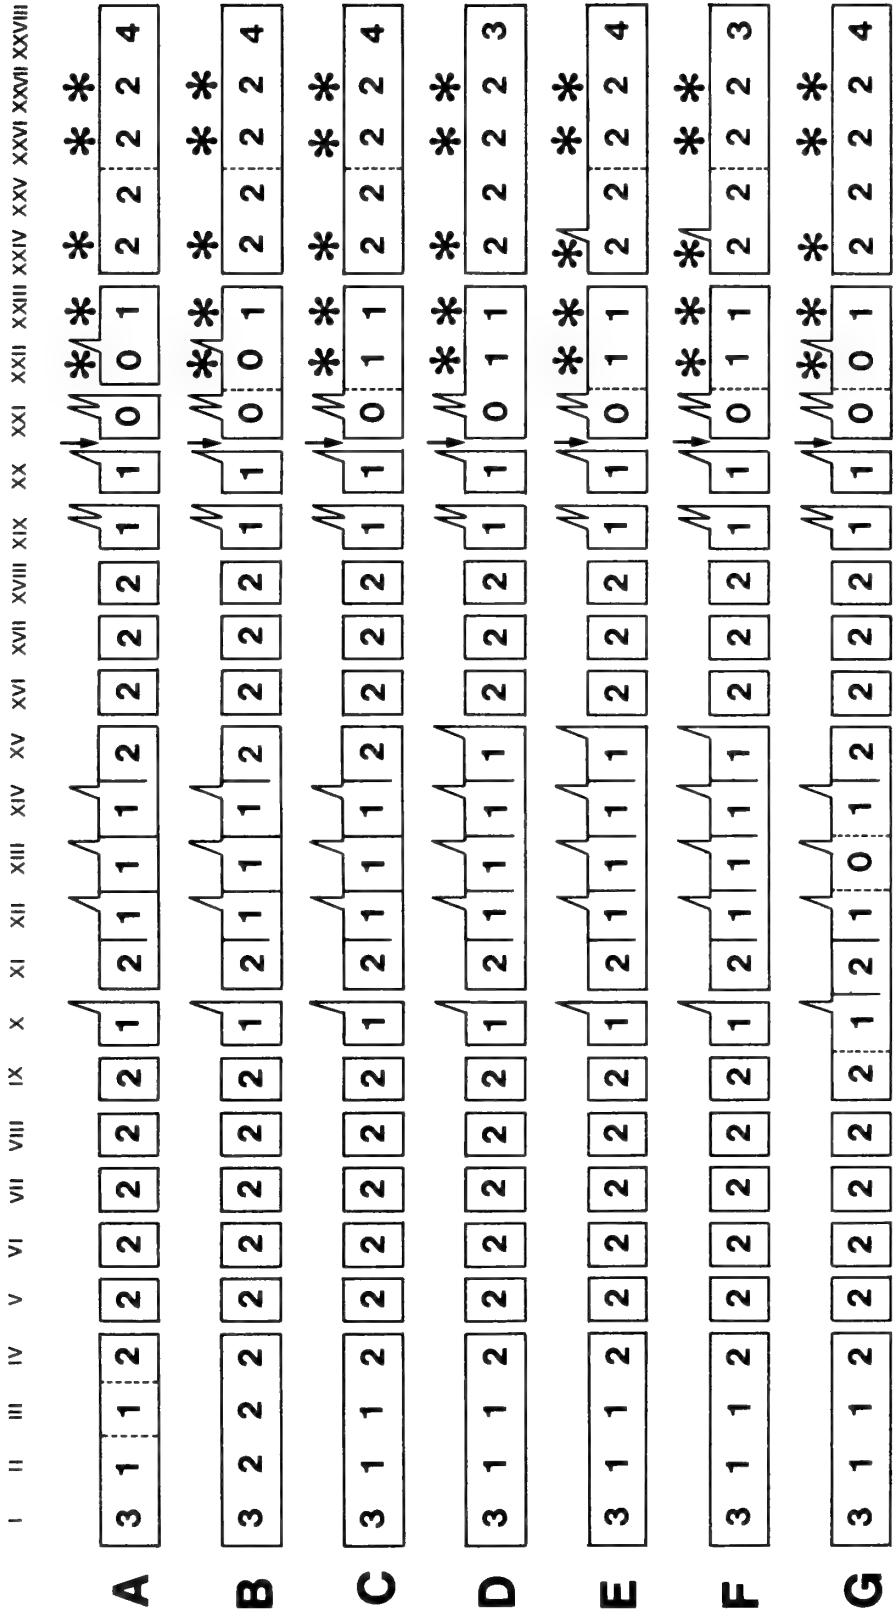 I II III IV V VI VII VIII IX X XI XII XIII XIV XV XVI XVII XVIII XIX XX XXI XXII XXIII XXIV XXV XXVI XXVII XXVIII
A 3 1 1 2 2 2 2 2 2 1 2 1 1 1 2 2 2 2 1 1 0 0 1 2 2 2 2 4
B 3 2 2 2 2 2 2 2 2 1 2 1 1 1 2 2 2 2 1 1 0 0 1 2 2 2 2 4
C 3 1 1 2 2 2 2 2 2 1 2 1 1 1 2 2 2 2 1 1 0 1 1 2 2 2 2 4
D 3 1 1 2 2 2 2 2 2 1 2 1 1 1 1 2 2 2 1 1 0 1 1 2 2 2 2 3
E 3 1 1 2 2 2 2 2 2 1 2 1 1 1 1 2 2 2 1 1 0 1 1 2 2 2 2 4
F 3 1 1 2 2 2 2 2 2 1 2 1 1 1 1 2 2 2 1 1 0 1 1 2 2 2 2 3
G 3 1 1 2 2 2 2 2 2 1 2 1 0 1 2 2 2 2 1 1 0 0 1 2 2 2 2 4